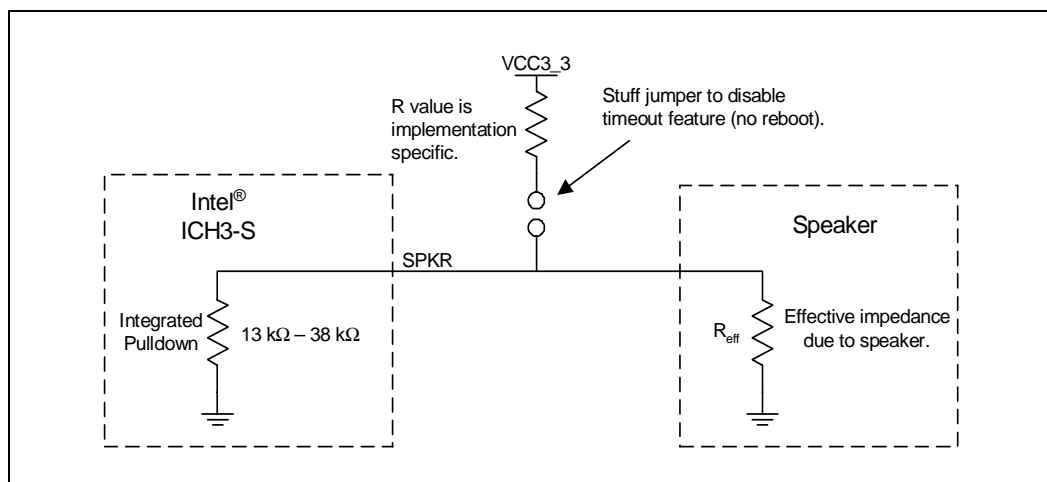 VCC3_3
R value is
implementation
specific.
Stuff jumper to disable
timeout feature (no reboot).
Intel®
ICH3-S
SPKR
Speaker
Integrated
Pulldown
13 kΩ – 38 kΩ
Reff
Effective impedance
due to speaker.